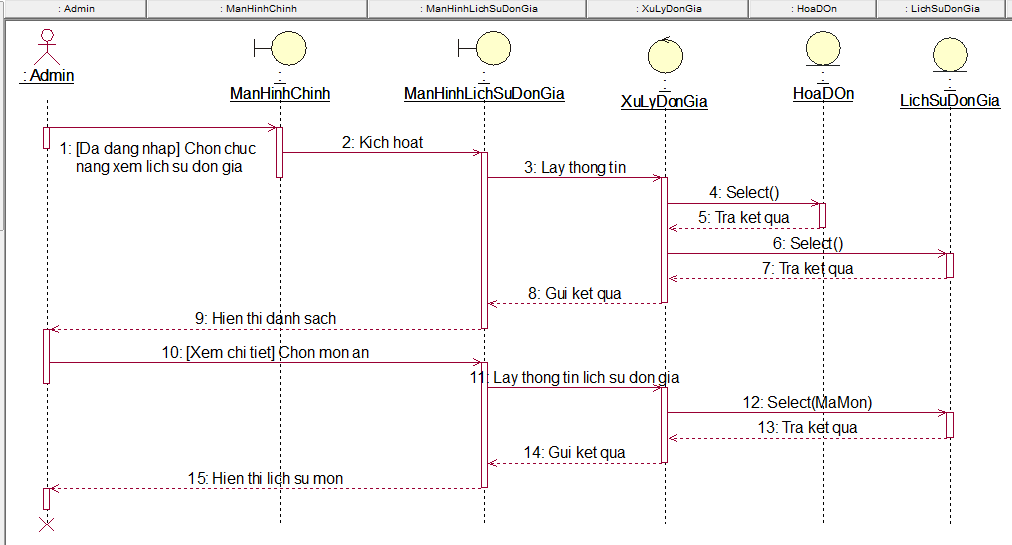 : Admin
: ManHinhChinh
: ManHinhLichSuDonGia
: XuLyDonGia
: HoaDOn
: LichSuDonGia
: Admin
:
ManHinhChinh
:
ManHinhLichSuDonGia
:
XuLyDonGia
:
HoaDOn
:
LichSuDonGia
1: [Da dang nhap] Chon chuc
nang xem lich su don gia
2: Kich hoat
3: Lay thong tin
4: Select()
5: Tra ket qua
6: Select()
7: Tra ket qua
8: Gui ket qua
9: Hien thi danh sach
10: [Xem chi tiet] Chon mon an
11: Lay thong tin lich su don gia
12: Select(MaMon)
13: Tra ket qua
14: Gui ket qua
15: Hien thi lich su mon